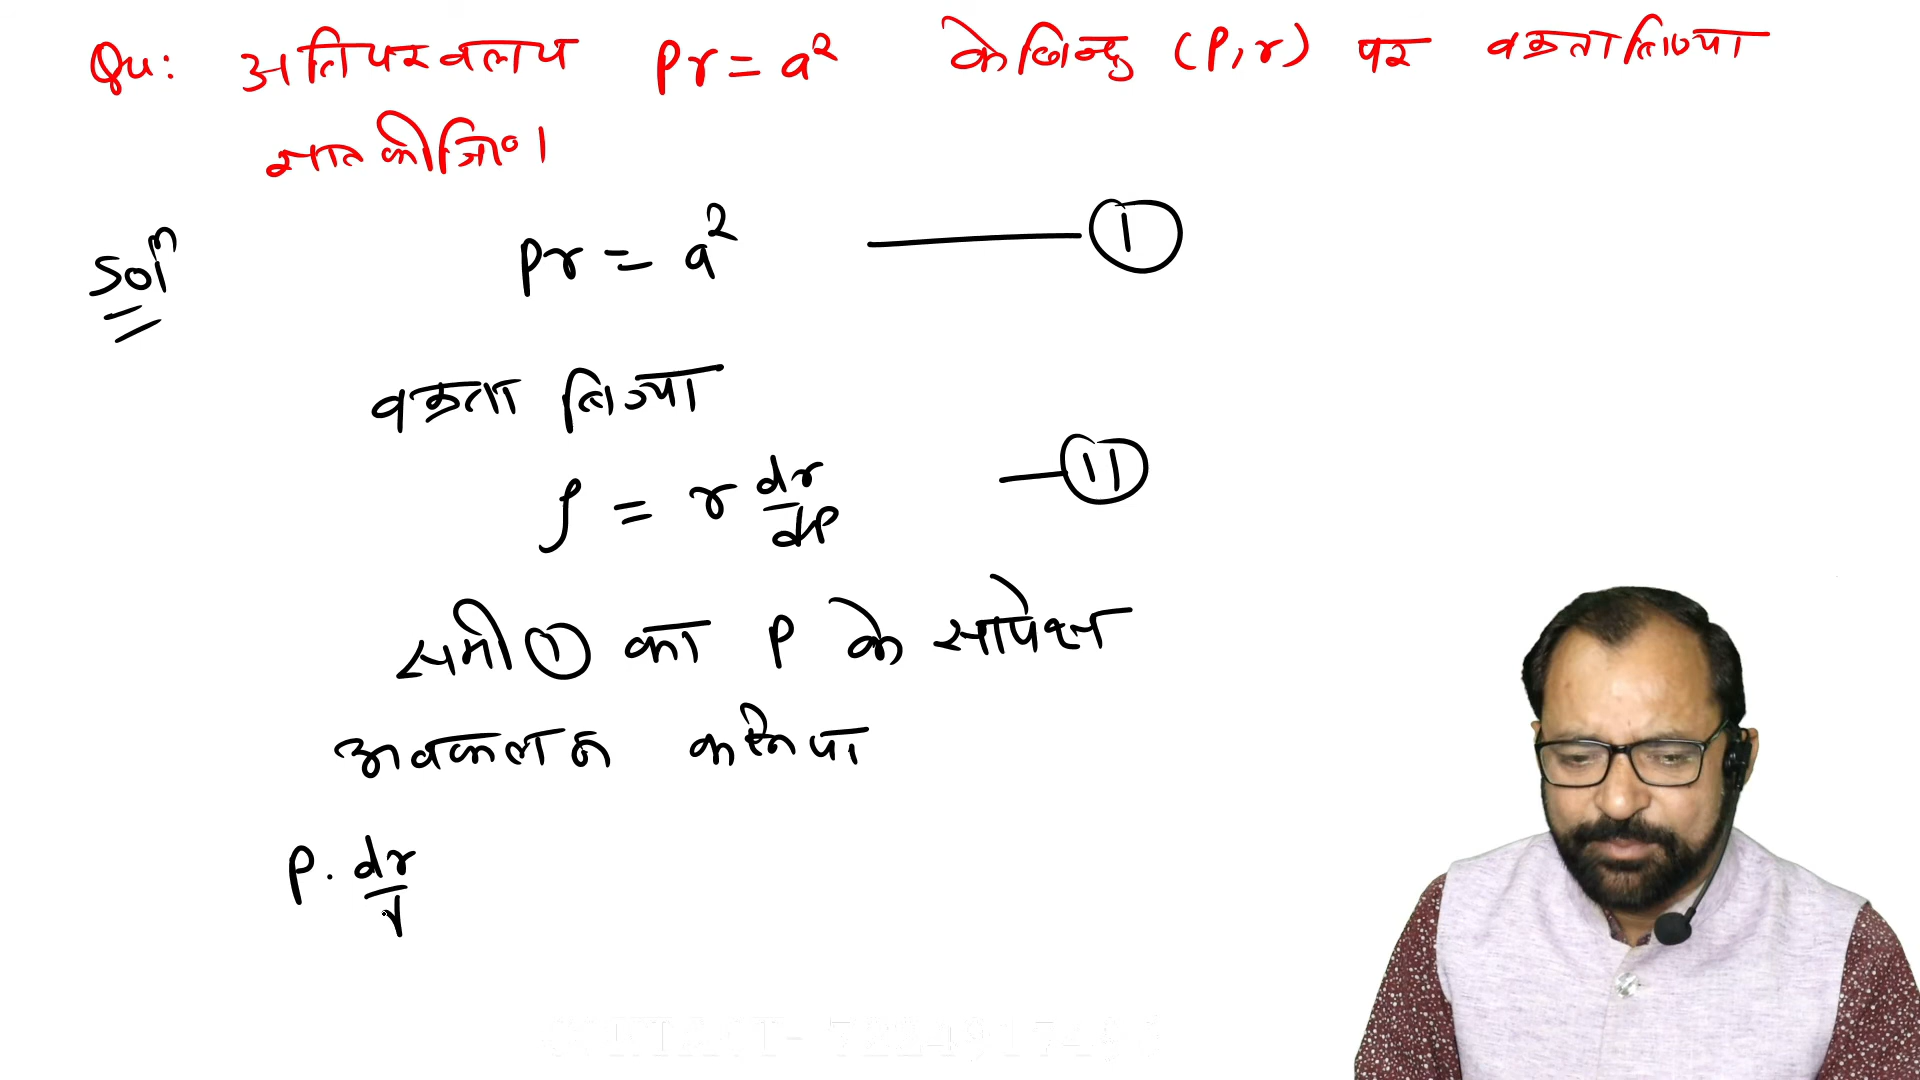 Qu: अतिपरवलय pr = a² के बिन्दु (p, r) पर वक्रता त्रिज्या
ज्ञात कीजिए।
Solⁿ pr = a² ——— ①
वक्रता त्रिज्या
ρ = r dr/dp — ⑪
समी ① का p के सापेक्ष
अवकलन करने पर
p. dr/